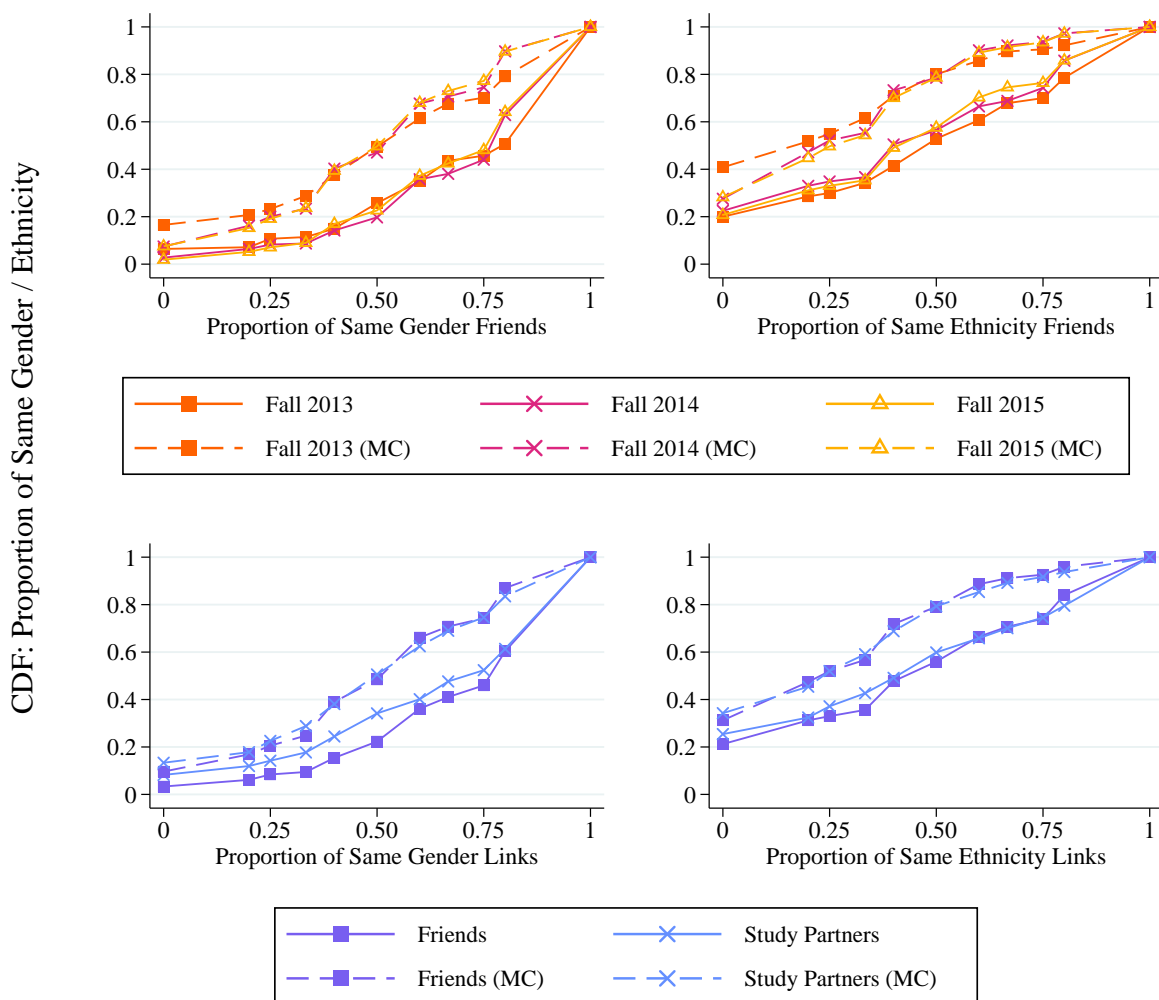 CDF: Proportion of Same Gender / Ethnicity
1
0.8
0.6
0.4
0.2
0
0 0.25 0.50 0.75 1
Proportion of Same Gender Friends
1
0.8
0.6
0.4
0.2
0
0 0.25 0.50 0.75 1
Proportion of Same Ethnicity Friends
Fall 2013 Fall 2014 Fall 2015
Fall 2013 (MC) Fall 2014 (MC) Fall 2015 (MC)
1
0.8
0.6
0.4
0.2
0
0 0.25 0.50 0.75 1
Proportion of Same Gender Links
1
0.8
0.6
0.4
0.2
0
0 0.25 0.50 0.75 1
Proportion of Same Ethnicity Links
Friends Study Partners
Friends (MC) Study Partners (MC)